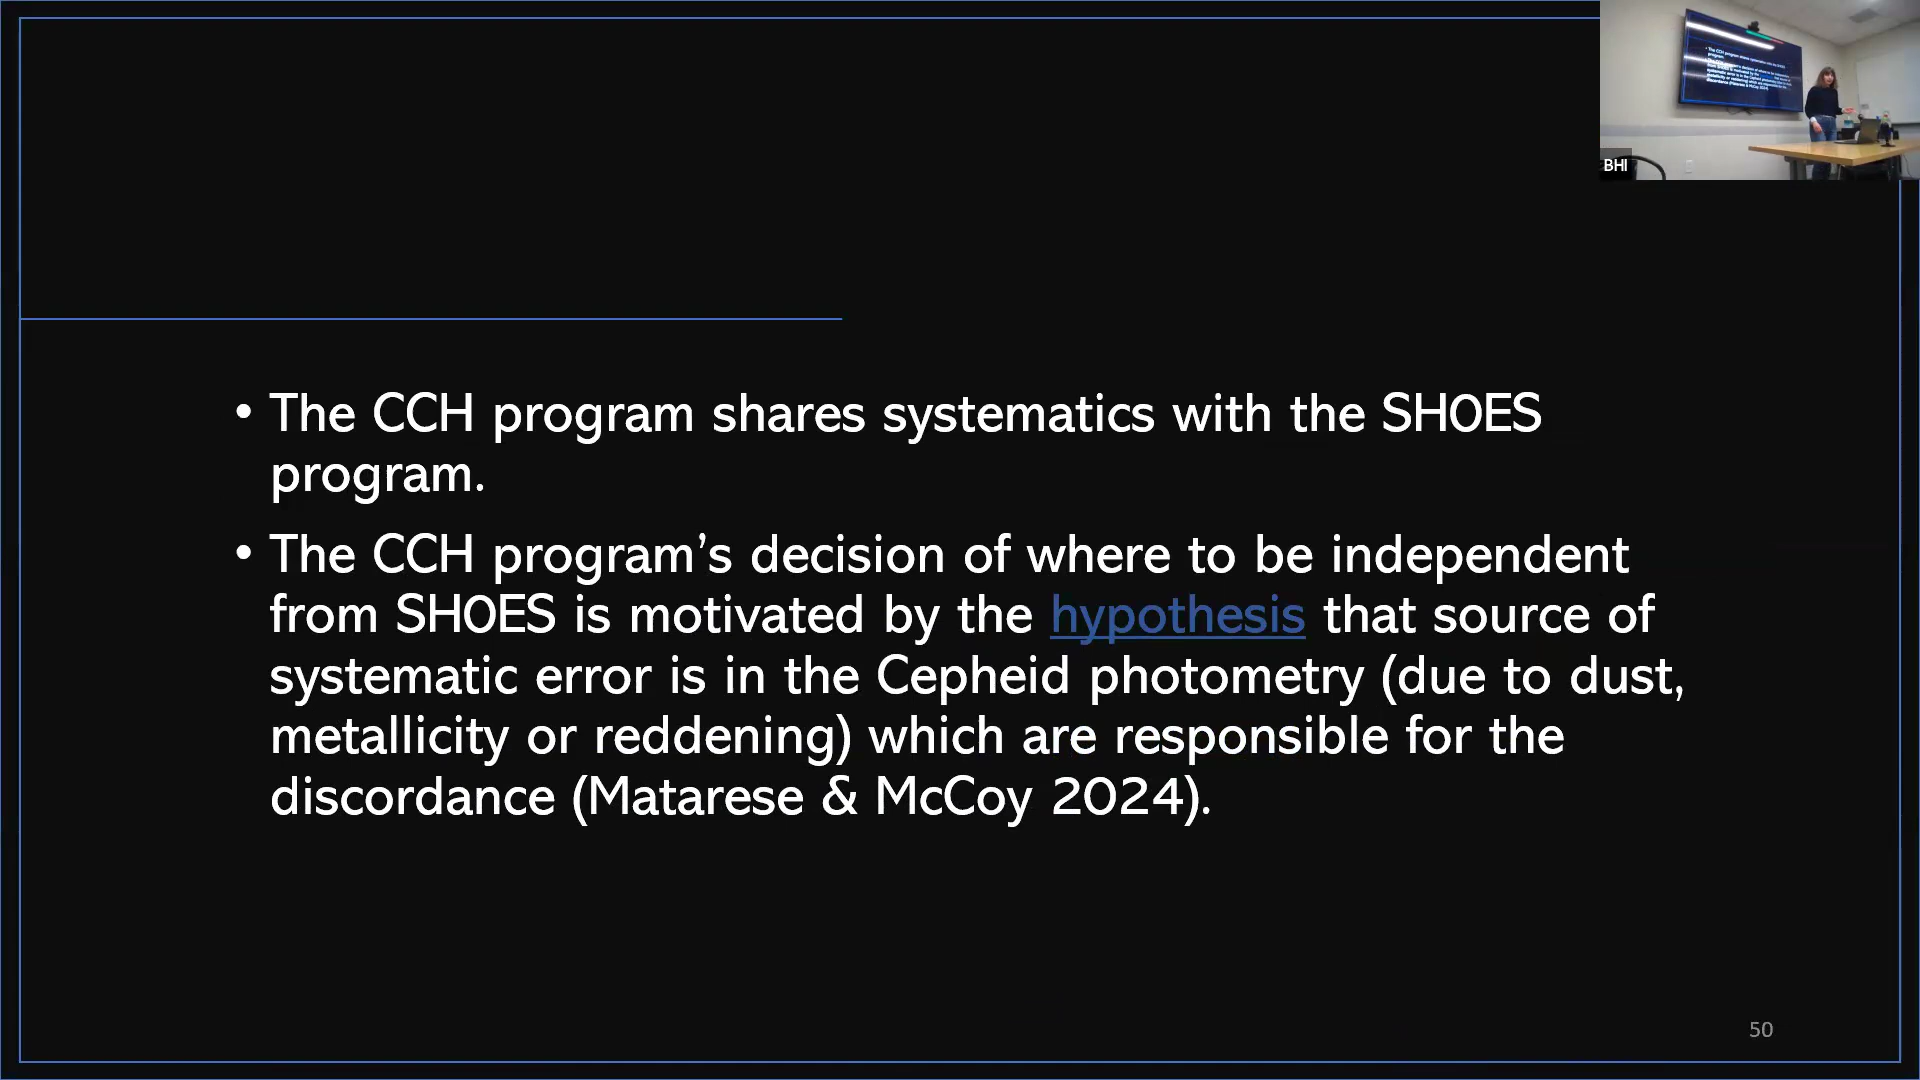 • The CCH program shares systematics with the SHOES
program.
• The CCH program’s decision of where to be independent
from SHOES is motivated by the hypothesis that source of
systematic error is in the Cepheid photometry (due to dust,
metallicity or reddening) which are responsible for the
discordance (Matarese & McCoy 2024).
50
BHI